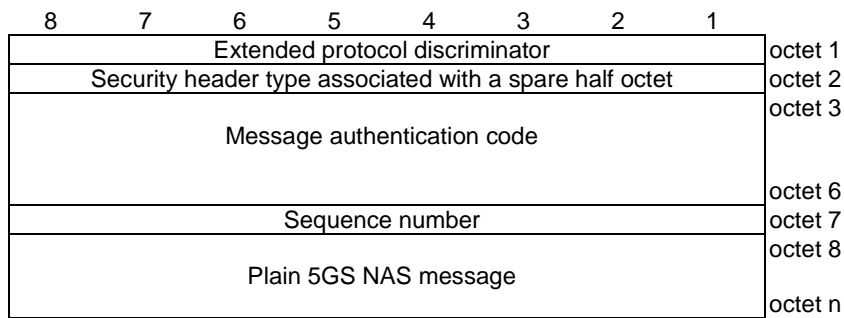 8 7 6 5 4 3 2 1
Extended protocol discriminator octet 1
Security header type associated with a spare half octet octet 2
octet 3
Message authentication code
octet 6
Sequence number octet 7
octet 8
Plain 5GS NAS message
octet n